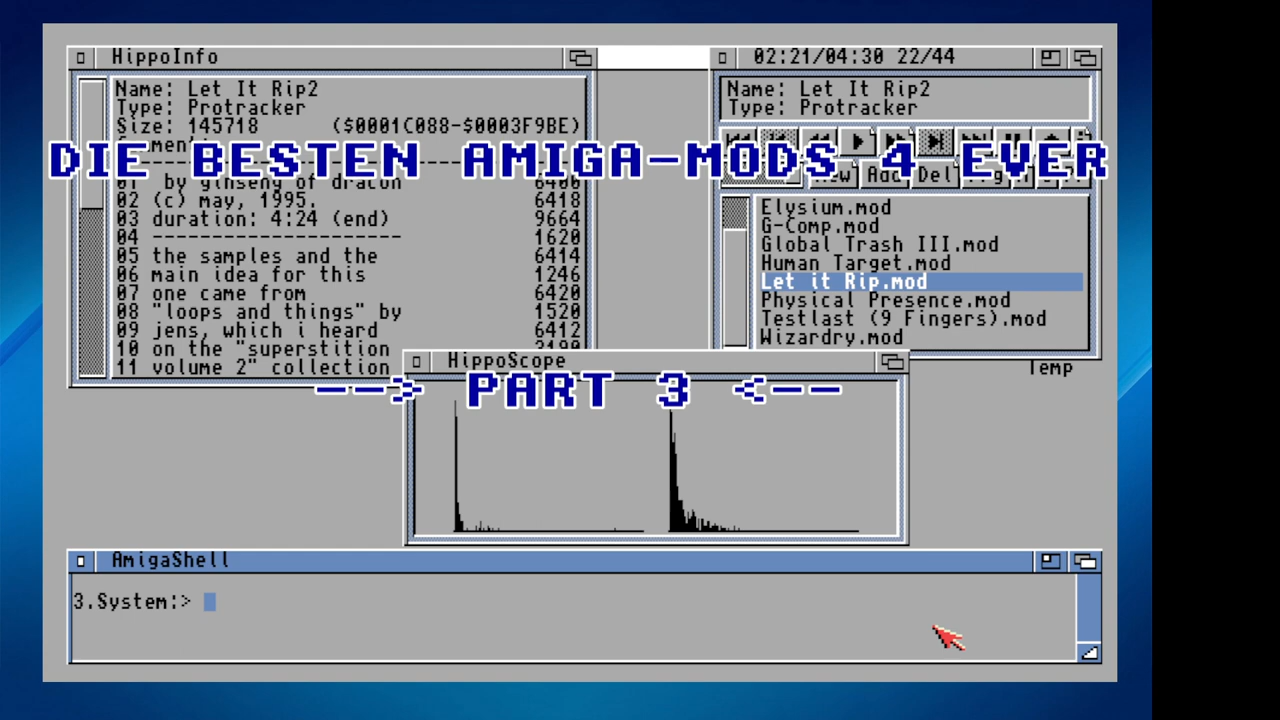 HippoInfo
Name: Let It Rip2
Type: Protracker
Size: 145718 ($0001C088-$0003F9BE)
DIE BESTEN AMIGA-MODS 4 EVER
01 by ginseng of dracon 6406
02 (c) may, 1995. 6418
03 duration: 4:24 (end) 9664
04 --------------------- 1620
05 the samples and the 6414
06 main idea for this 1246
07 one came from 6420
08 "loops and things" by 1520
09 jens, which i heard 6412
10 on the "superstition 3190
11 volume 2" collection
02:21/04:30 22/44
Name: Let It Rip2
Type: Protracker
Add Del
Elysium.mod
G-Comp.mod
Global Trash III.mod
Human Target.mod
Let it Rip.mod
Physical Presence.mod
Testlast (9 Fingers).mod
Wizardry.mod
Temp
HippoScope
--> PART 3 <--
AmigaShell
3.System:>